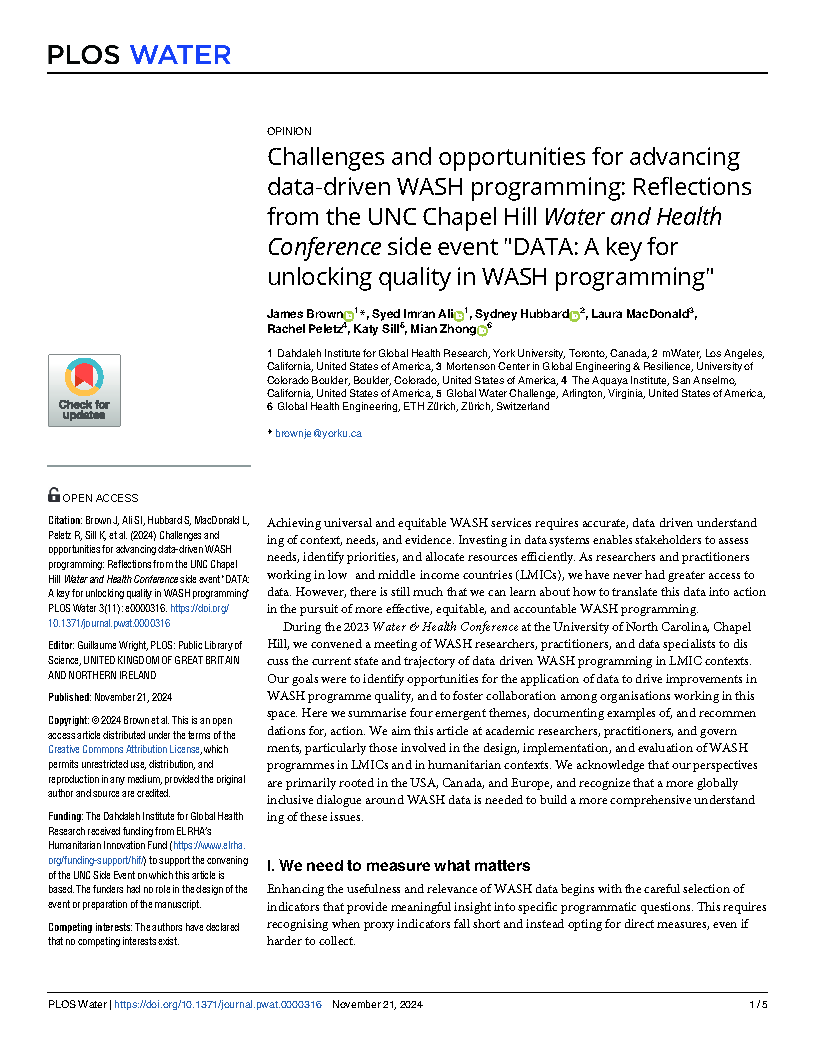 PLOS WATER
OPINION
Challenges and opportunities for advancing
data-driven WASH programming: Reflections
from the UNC Chapel Hill Water and Health
Conference side event "DATA: A key for
unlocking quality in WASH programming"
James Brown 1*, Syed Imran Ali 1, Sydney Hubbard 2, Laura MacDonald3,
Rachel Peletz4, Katy Sill5, Mian Zhong 6
1 Dahdaleh Institute for Global Health Research, York University, Toronto, Canada, 2 mWater, Los Angeles,
California, United States of America, 3 Mortenson Center in Global Engineering & Resilience, University of
Colorado Boulder, Boulder, Colorado, United States of America, 4 The Aquaya Institute, San Anselmo,
California, United States of America, 5 Global Water Challenge, Arlington, Virginia, United States of America,
6 Global Health Engineering, ETH Zürich, Zürich, Switzerland
* brownje@yorku.ca
Check for
updates
OPEN ACCESS
Citation: Brown J, Ali SI, Hubbard S, MacDonald L,
Peletz R, Sill K, et al. (2024) Challenges and
opportunities for advancing data-driven WASH
programming: Reflections from the UNC Chapel
Hill Water and Health Conference side event "DATA:
A key for unlocking quality in WASH programming"
PLOS Water 3(11): e0000316. https://doi.org/
10.1371/journal.pwat.0000316
Editor: Guillaume Wright, PLOS: Public Library of
Science, UNITED KINGDOM OF GREAT BRITAIN
AND NORTHERN IRELAND
Published: November 21, 2024
Copyright: © 2024 Brown et al. This is an open
access article distributed under the terms of the
Creative Commons Attribution License, which
permits unrestricted use, distribution, and
reproduction in any medium, provided the original
author and source are credited.
Funding: The Dahdaleh Institute for Global Health
Research received funding from ELRHA's
Humanitarian Innovation Fund (https://www.elrha.
org/funding-support/hif/) to support the convening
of the UNC Side Event on which this article is
based. The funders had no role in the design of the
event or preparation of the manuscript.
Competing interests: The authors have declared
that no competing interests exist.
Achieving universal and equitable WASH services requires accurate, data driven understand
ing of context, needs, and evidence. Investing in data systems enables stakeholders to assess
needs, identify priorities, and allocate resources efficiently. As researchers and practitioners
working in low and middle income countries (LMICs), we have never had greater access to
data. However, there is still much that we can learn about how to translate this data into action
in the pursuit of more effective, equitable, and accountable WASH programming.
During the 2023 Water & Health Conference at the University of North Carolina, Chapel
Hill, we convened a meeting of WASH researchers, practitioners, and data specialists to dis
cuss the current state and trajectory of data driven WASH programming in LMIC contexts.
Our goals were to identify opportunities for the application of data to drive improvements in
WASH programme quality, and to foster collaboration among organisations working in this
space. Here we summarise four emergent themes, documenting examples of, and recommen
dations for, action. We aim this article at academic researchers, practitioners, and govern
ments, particularly those involved in the design, implementation, and evaluation of WASH
programmes in LMICs and in humanitarian contexts. We acknowledge that our perspectives
are primarily rooted in the USA, Canada, and Europe, and recognize that a more globally
inclusive dialogue around WASH data is needed to build a more comprehensive understand
ing of these issues.
I. We need to measure what matters
Enhancing the usefulness and relevance of WASH data begins with the careful selection of
indicators that provide meaningful insight into specific programmatic questions. This requires
recognising when proxy indicators fall short and instead opting for direct measures, even if
harder to collect.
PLOS Water | https://doi.org/10.1371/journal.pwat.0000316 November 21, 2024
1 / 5